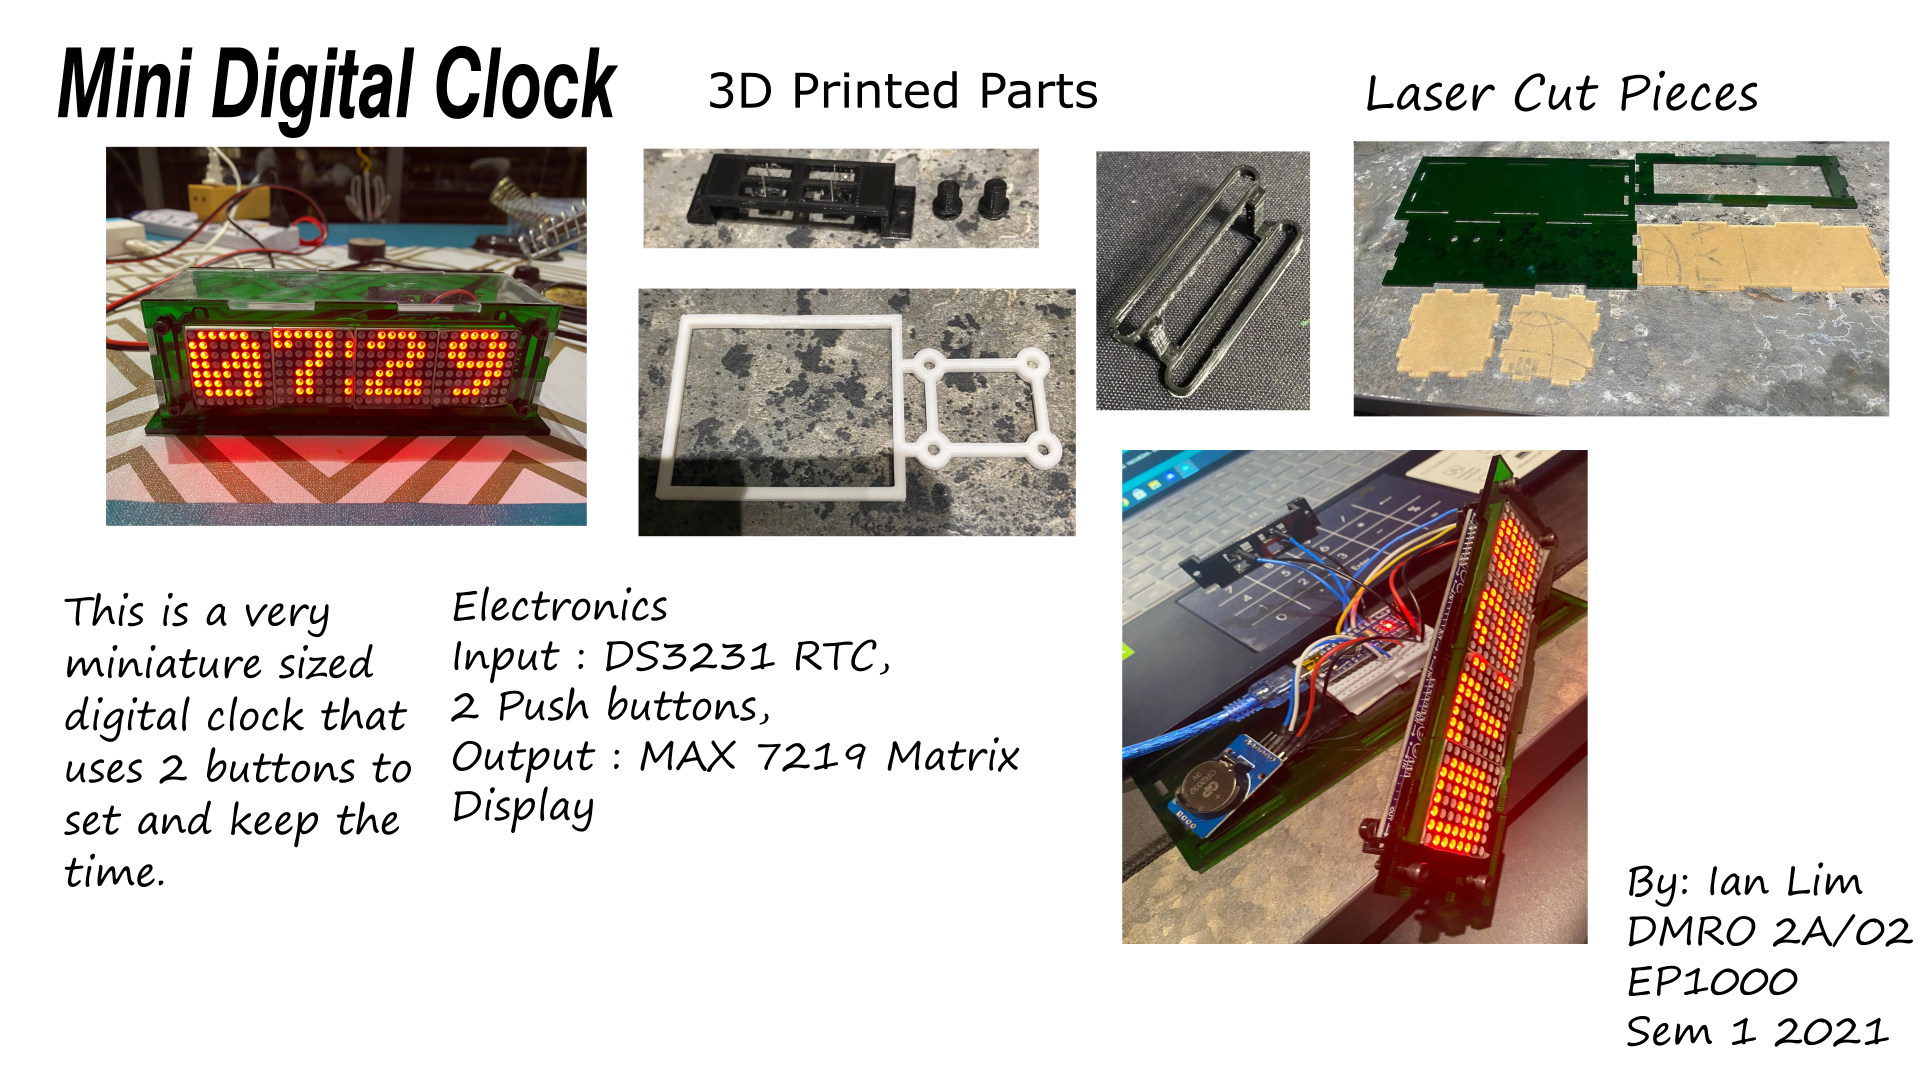 Mini Digital Clock
3D Printed Parts
Laser Cut Pieces
07:29
This is a very
miniature sized
digital clock that
uses 2 buttons to
set and keep the
time.
Electronics
Input : DS3231 RTC,
2 Push buttons,
Output : MAX 7219 Matrix
Display
By: Ian Lim
DMRO 2A/02
EP1000
Sem 1 2021